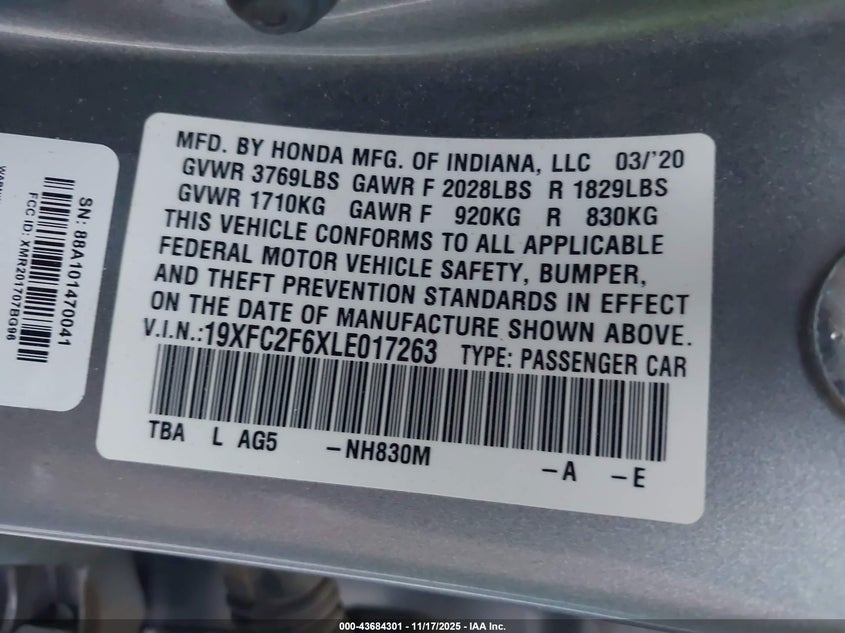 MFD. BY HONDA MFG. OF INDIANA, LLC 03/'20
GVWR 3769LBS GAWR F 2028LBS R 1829LBS
GVWR 1710KG GAWR F 920KG R 830KG
THIS VEHICLE CONFORMS TO ALL APPLICABLE
FEDERAL MOTOR VEHICLE SAFETY, BUMPER,
AND THEFT PREVENTION STANDARDS IN EFFECT
ON THE DATE OF MANUFACTURE SHOWN ABOVE.
V.I.N.:19XFC2F6XLE017263 TYPE: PASSENGER CAR
TBA L AG5 -NH830M -A -E
SN: 88A101470041
FCC ID: XMR201707BG96
000-43684301 - 11/17/2025 - IAA Inc.